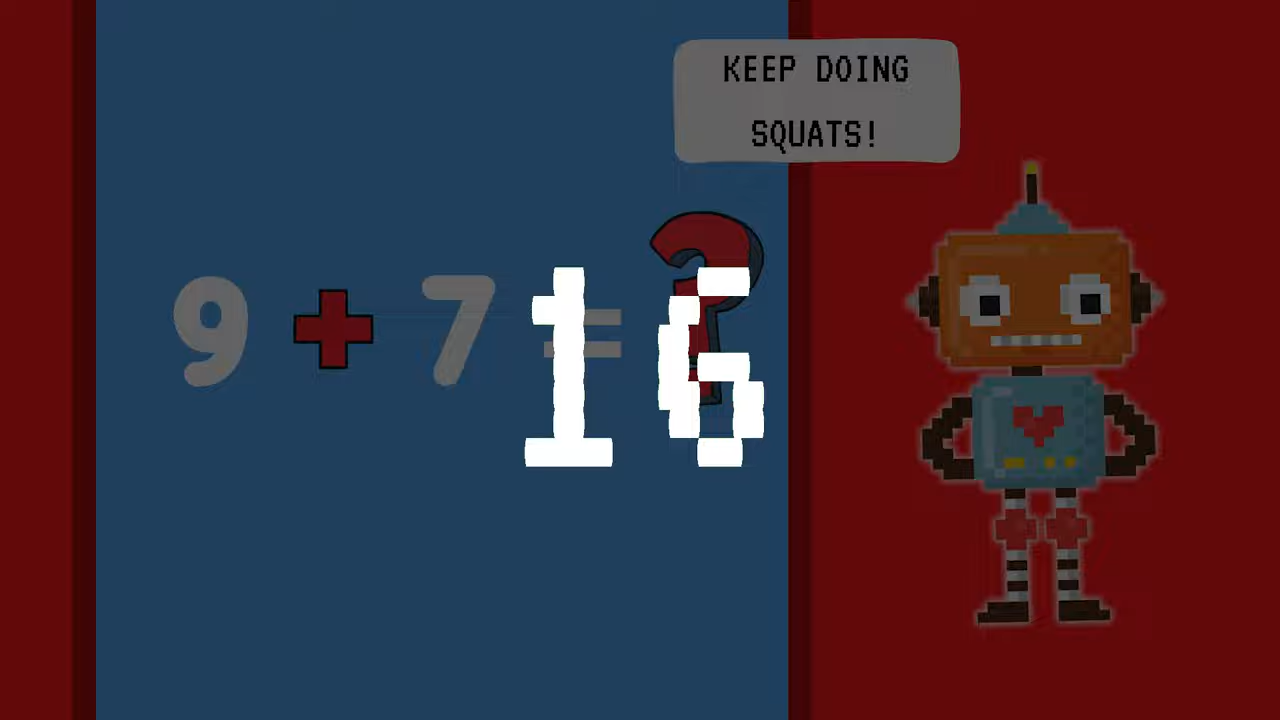 KEEP DOING
SQUATS!
9 + 7 = ?
16